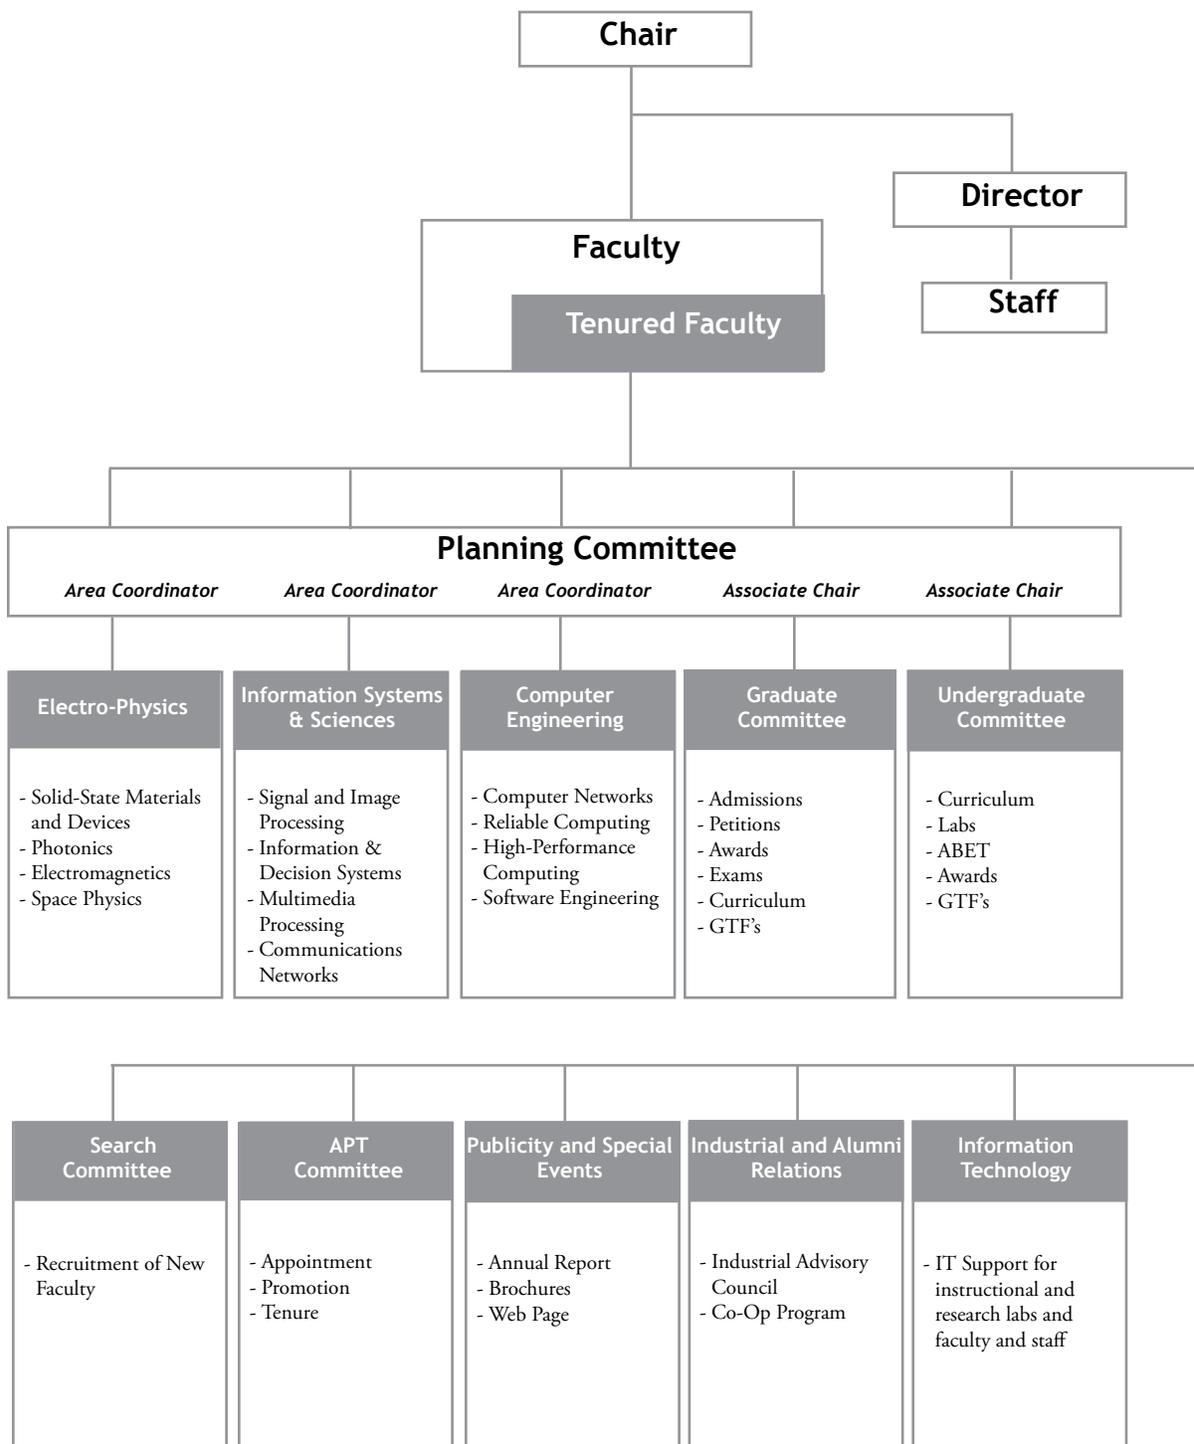 Chair
Director
Faculty
Staff
Tenured Faculty
Planning Committee
Area Coordinator
Area Coordinator
Area Coordinator
Associate Chair
Associate Chair
Electro-Physics
- Solid-State Materials
and Devices
- Photonics
- Electromagnetics
- Space Physics
Information Systems
& Sciences
- Signal and Image
Processing
- Information &
Decision Systems
- Multimedia
Processing
- Communications
Networks
Computer
Engineering
- Computer Networks
- Reliable Computing
- High-Performance
Computing
- Software Engineering
Graduate
Committee
- Admissions
- Petitions
- Awards
- Exams
- Curriculum
- GTF's
Undergraduate
Committee
- Curriculum
- Labs
- ABET
- Awards
- GTF's
Search
Committee
- Recruitment of New
Faculty
APT
Committee
- Appointment
- Promotion
- Tenure
Publicity and Special
Events
- Annual Report
- Brochures
- Web Page
Industrial and Alumni
Relations
- Industrial Advisory
Council
- Co-Op Program
Information
Technology
- IT Support for
instructional and
research labs and
faculty and staff